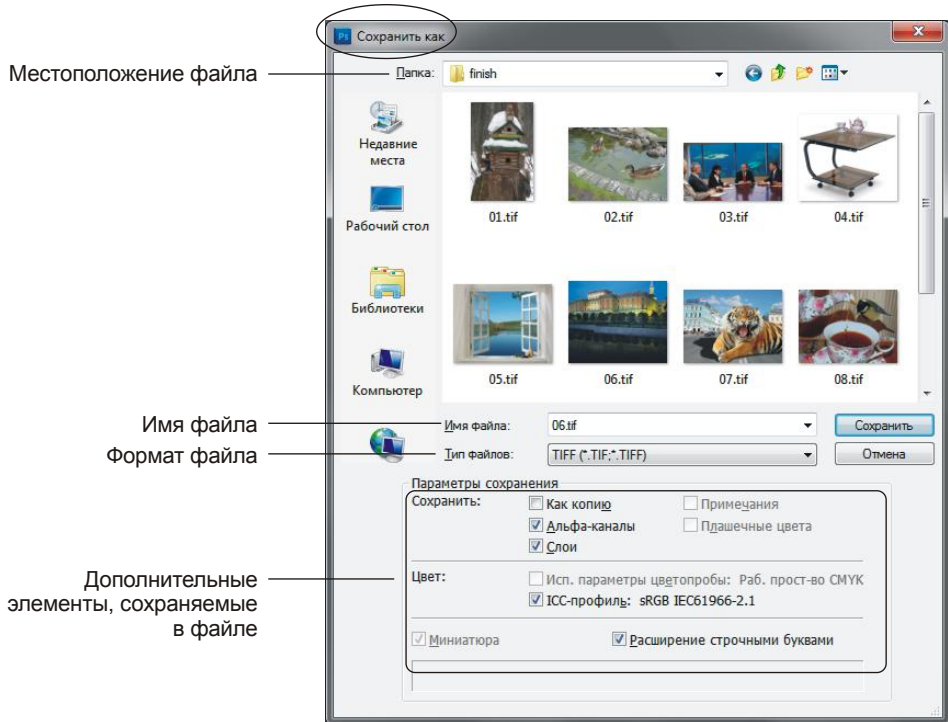 Ps Сохранить как
Местоположение файла
Папка: finish
Недавние
места
Рабочий стол
Библиотеки
Компьютер
01.tif 02.tif 03.tif 04.tif
05.tif 06.tif 07.tif 08.tif
Имя файла
Имя файла: 06.tif Сохранить
Формат файла
Тип файлов: TIFF (*.TIF;*.TIFF) Отмена
Параметры сохранения
Сохранить: Как копию Примечания
Альфа-каналы Плашечные цвета
Слои
Дополнительные
элементы, сохраняемые
в файле
Цвет: Исп. параметры цветопробы: Раб. прост-во CMYK
ICC-профиль: sRGB IEC61966-2.1
Миниатюра Расширение строчными буквами